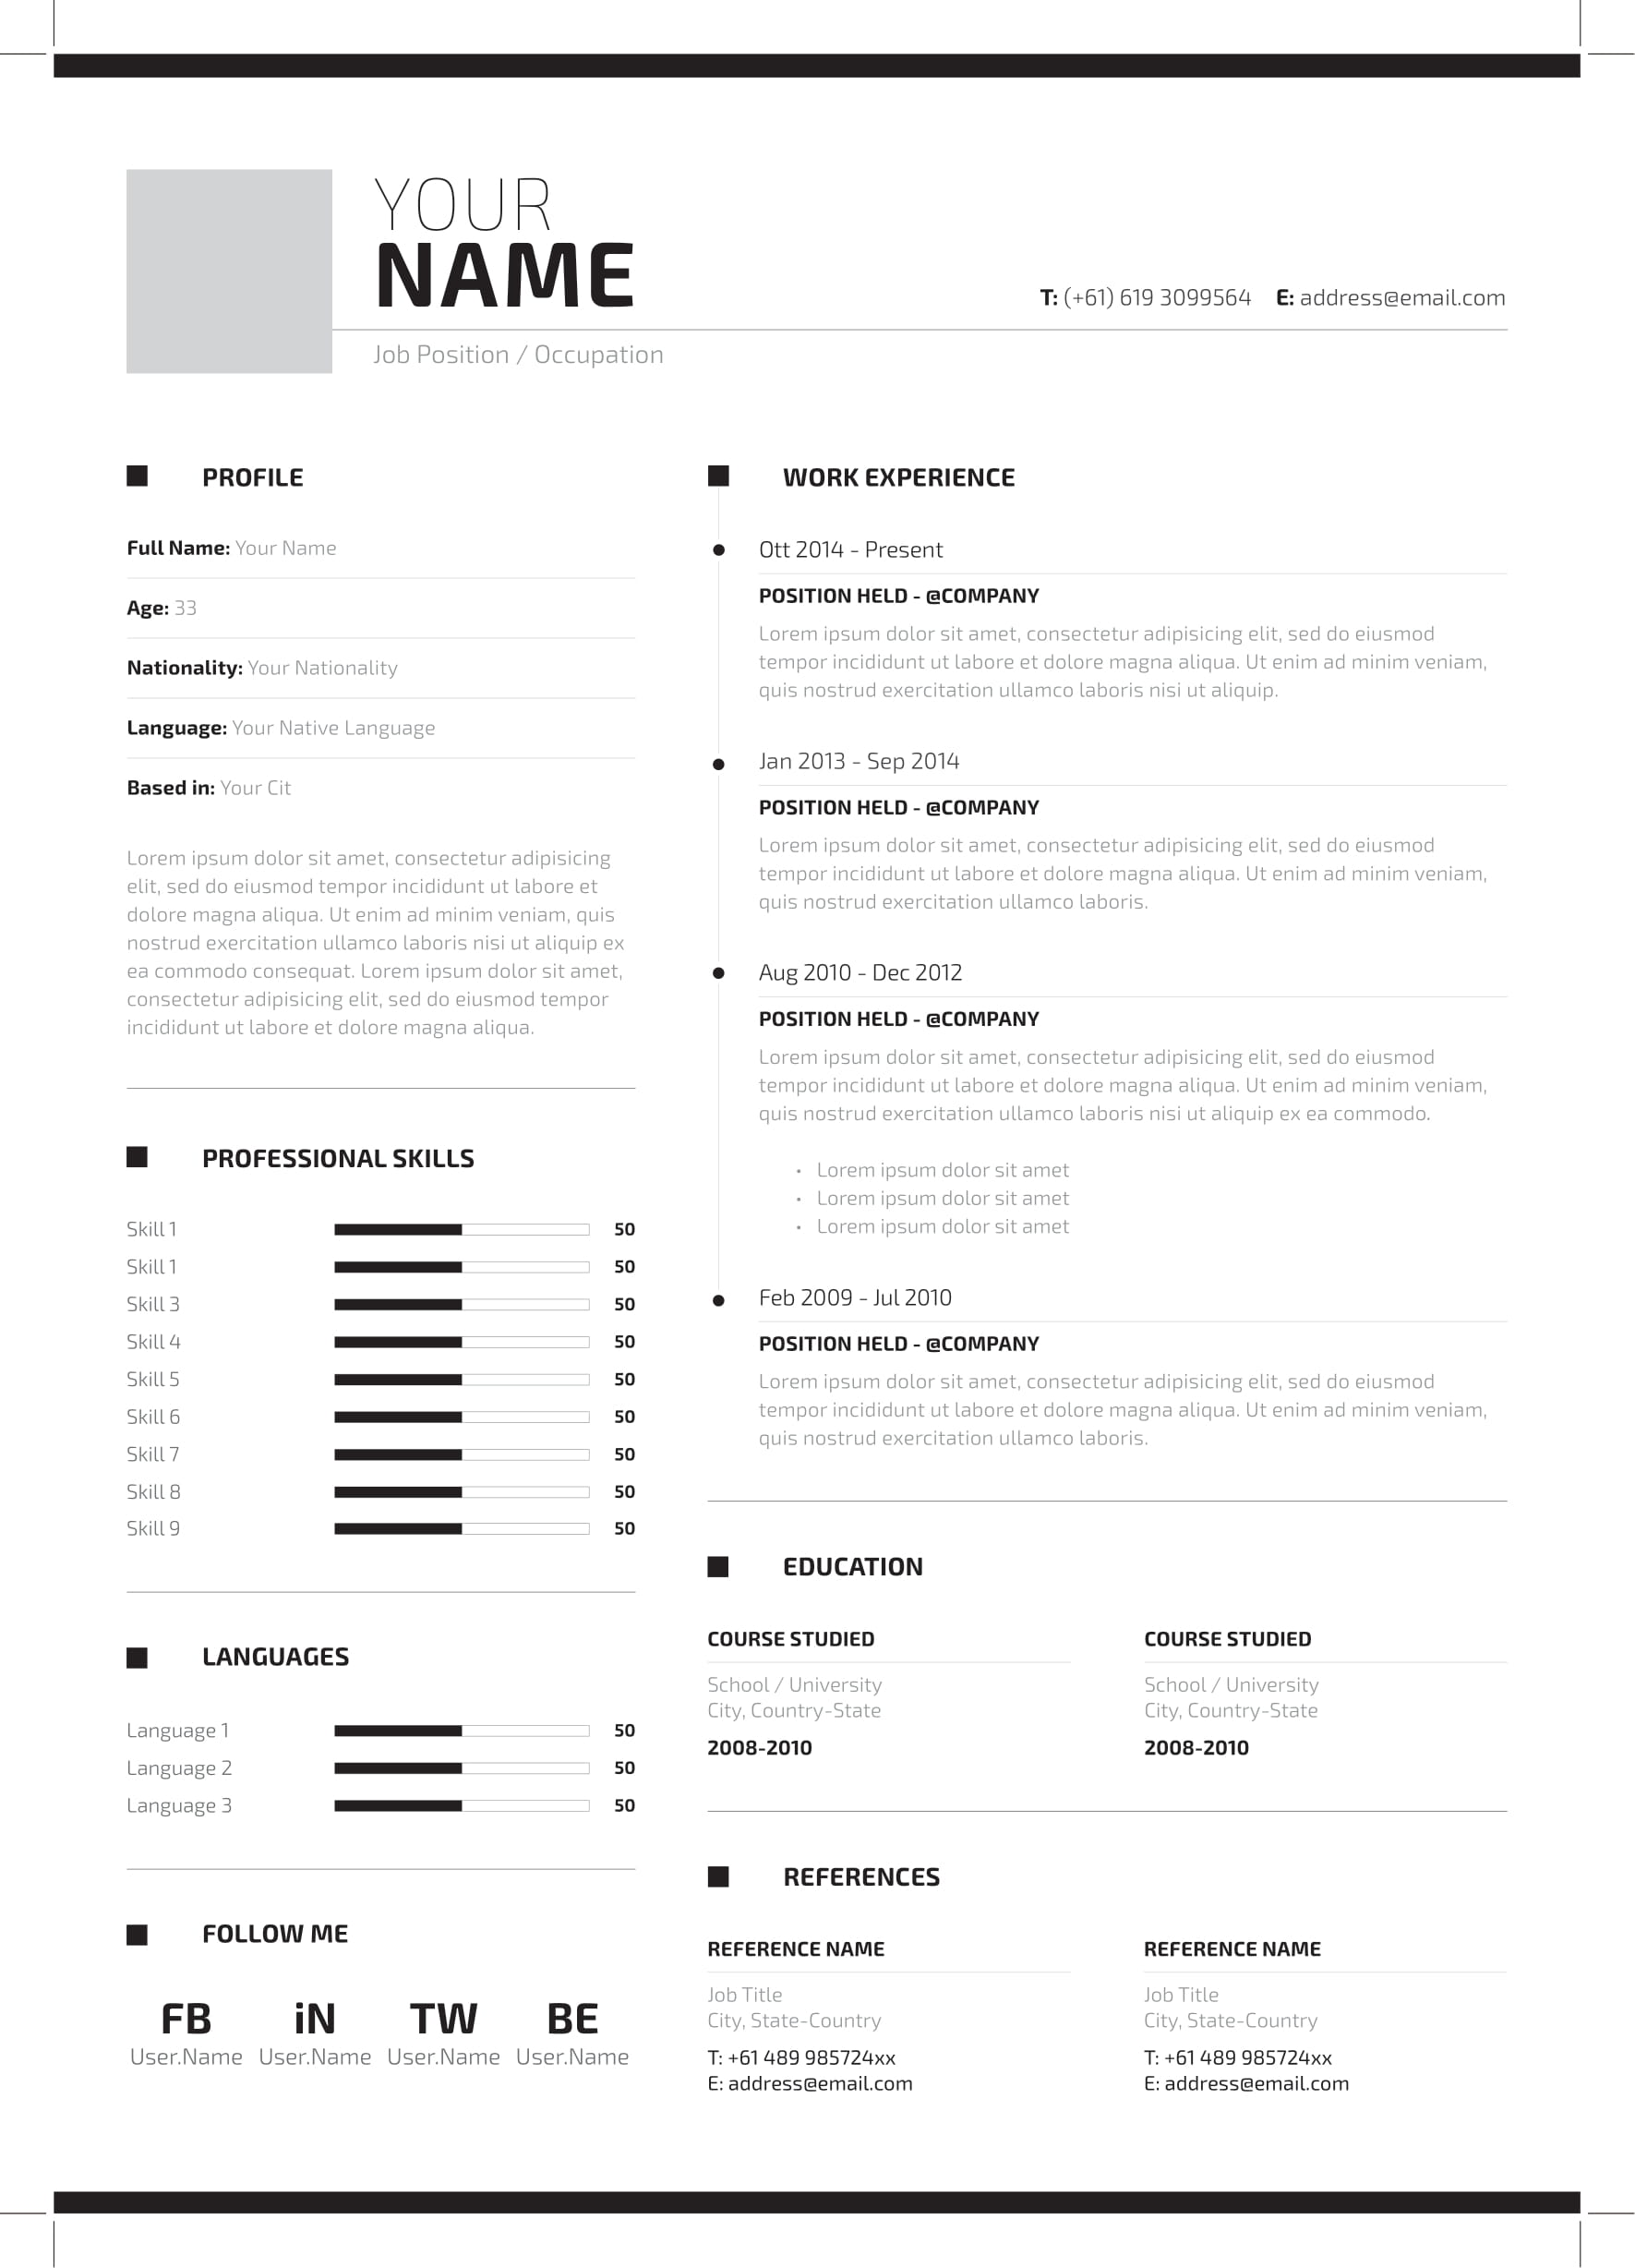 YOUR
NAME
T: (+61) 619 3099564 E: address@email.com
Job Position / Occupation
PROFILE
Full Name: Your Name
Age: 33
Nationality: Your Nationality
Language: Your Native Language
Based in: Your Cit
Lorem ipsum dolor sit amet, consectetur adipisicing
elit, sed do eiusmod tempor incididunt ut labore et
dolore magna aliqua. Ut enim ad minim veniam, quis
nostrud exercitation ullamco laboris nisi ut aliquip ex
ea commodo consequat. Lorem ipsum dolor sit amet,
consectetur adipisicing elit, sed do eiusmod tempor
incididunt ut labore et dolore magna aliqua.
PROFESSIONAL SKILLS
Skill 1 50
Skill 1 50
Skill 3 50
Skill 4 50
Skill 5 50
Skill 6 50
Skill 7 50
Skill 8 50
Skill 9 50
LANGUAGES
Language 1 50
Language 2 50
Language 3 50
FOLLOW ME
FB iN TW BE
User.Name User.Name User.Name User.Name
WORK EXPERIENCE
Ott 2014 - Present
POSITION HELD - @COMPANY
Lorem ipsum dolor sit amet, consectetur adipisicing elit, sed do eiusmod
tempor incididunt ut labore et dolore magna aliqua. Ut enim ad minim veniam,
quis nostrud exercitation ullamco laboris nisi ut aliquip.
Jan 2013 - Sep 2014
POSITION HELD - @COMPANY
Lorem ipsum dolor sit amet, consectetur adipisicing elit, sed do eiusmod
tempor incididunt ut labore et dolore magna aliqua. Ut enim ad minim veniam,
quis nostrud exercitation ullamco laboris.
Aug 2010 - Dec 2012
POSITION HELD - @COMPANY
Lorem ipsum dolor sit amet, consectetur adipisicing elit, sed do eiusmod
tempor incididunt ut labore et dolore magna aliqua. Ut enim ad minim veniam,
quis nostrud exercitation ullamco laboris nisi ut aliquip ex ea commodo.
• Lorem ipsum dolor sit amet
• Lorem ipsum dolor sit amet
• Lorem ipsum dolor sit amet
Feb 2009 - Jul 2010
POSITION HELD - @COMPANY
Lorem ipsum dolor sit amet, consectetur adipisicing elit, sed do eiusmod
tempor incididunt ut labore et dolore magna aliqua. Ut enim ad minim veniam,
quis nostrud exercitation ullamco laboris.
EDUCATION
COURSE STUDIED
School / University
City, Country-State
2008-2010
COURSE STUDIED
School / University
City, Country-State
2008-2010
REFERENCES
REFERENCE NAME
Job Title
City, State-Country
T: +61 489 985724xx
E: address@email.com
REFERENCE NAME
Job Title
City, State-Country
T: +61 489 985724xx
E: address@email.com